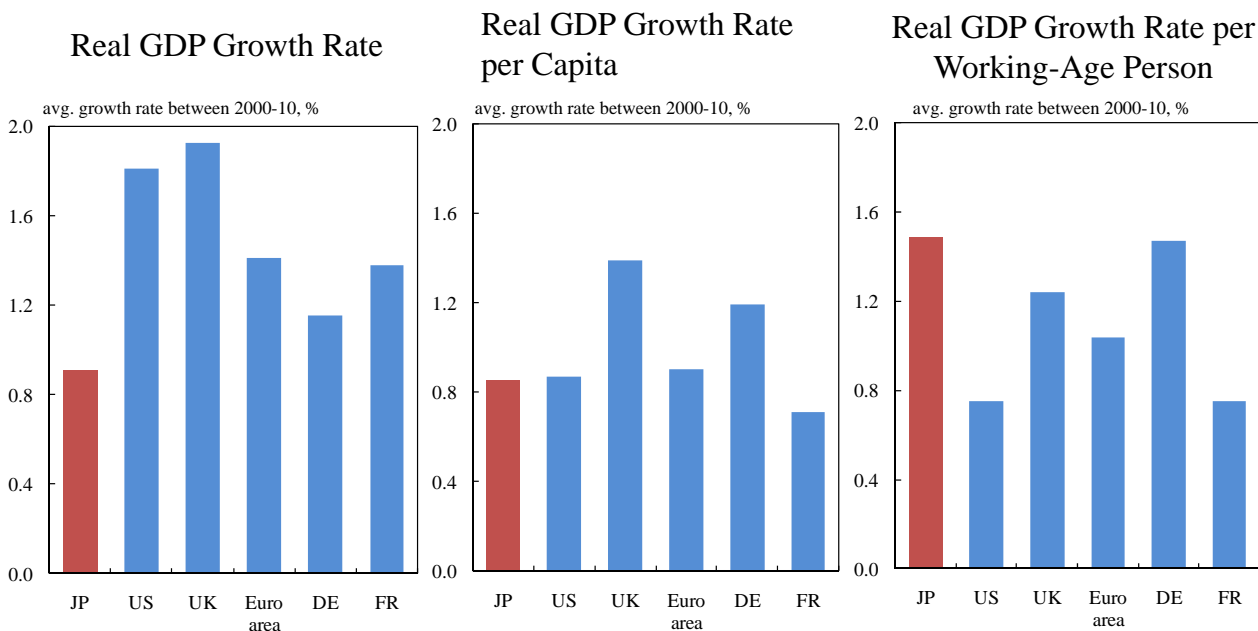 Real GDP Growth Rate
avg. growth rate between 2000-10, %
2.0
1.6
1.2
0.8
0.4
0.0
JP US UK Euro DE FR
area
Real GDP Growth Rate
per Capita
avg. growth rate between 2000-10, %
2.0
1.6
1.2
0.8
0.4
0.0
JP US UK Euro DE FR
area
Real GDP Growth Rate per
Working-Age Person
avg. growth rate between 2000-10, %
2.0
1.6
1.2
0.8
0.4
0.0
JP US UK Euro DE FR
area